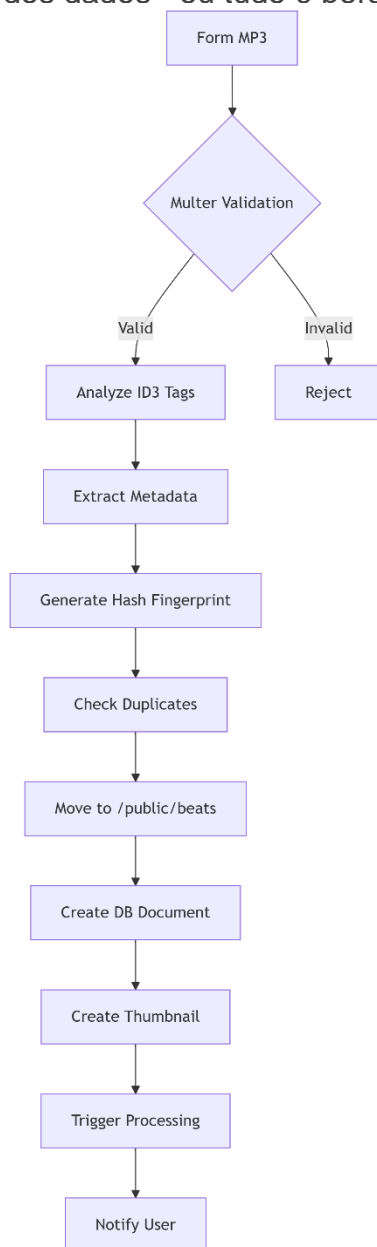 Form MP3
Multer Validation
Valid
Invalid
Analyze ID3 Tags
Reject
Extract Metadata
Generate Hash Fingerprint
Check Duplicates
Move to /public/beats
Create DB Document
Create Thumbnail
Trigger Processing
Notify User